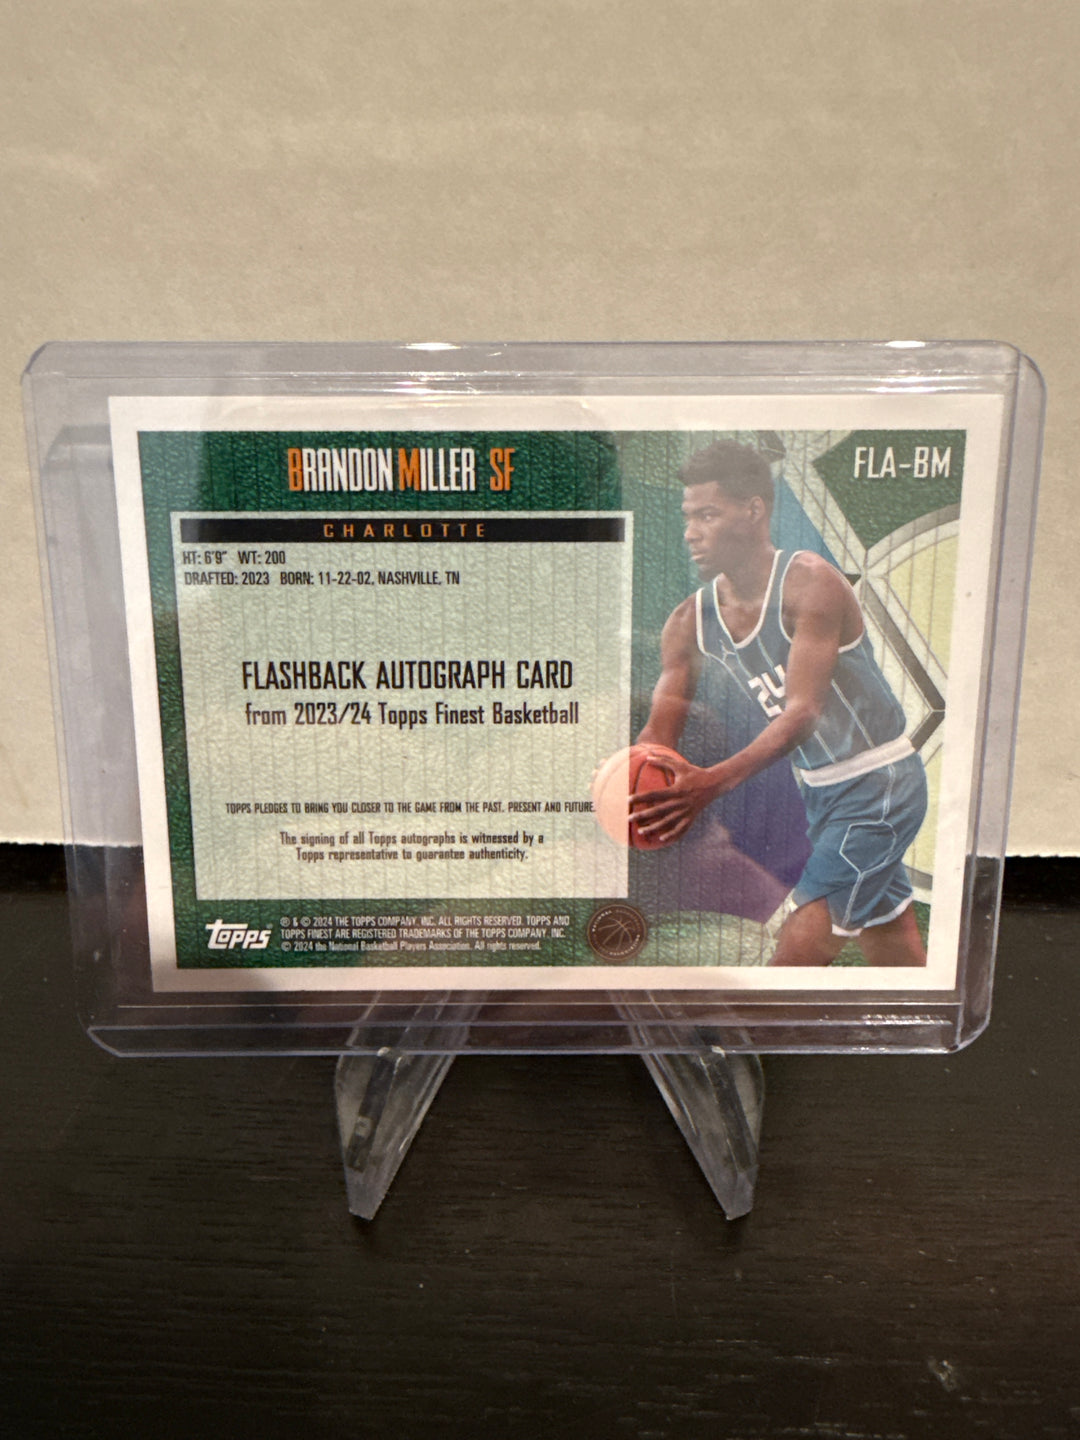 BRANDON MILLER SF
FLA-BM
CHARLOTTE
HT: 6'9" WT: 200
DRAFTED: 2023 BORN: 11-22-02, NASHVILLE, TN
24
FLASHBACK AUTOGRAPH CARD
from 2023/24 Topps Finest Basketball
TOPPS PLEDGES TO BRING YOU CLOSER TO THE GAME FROM THE PAST, PRESENT AND FUTURE.
The signing of all Topps autographs is witnessed by a
Topps representative to guarantee authenticity.
topps
® & © 2024 THE TOPPS COMPANY, INC. ALL RIGHTS RESERVED. TOPPS AND
TOPPS FINEST ARE REGISTERED TRADEMARKS OF THE TOPPS COMPANY, INC.
© 2024 the National Basketball Players Association. All rights reserved.